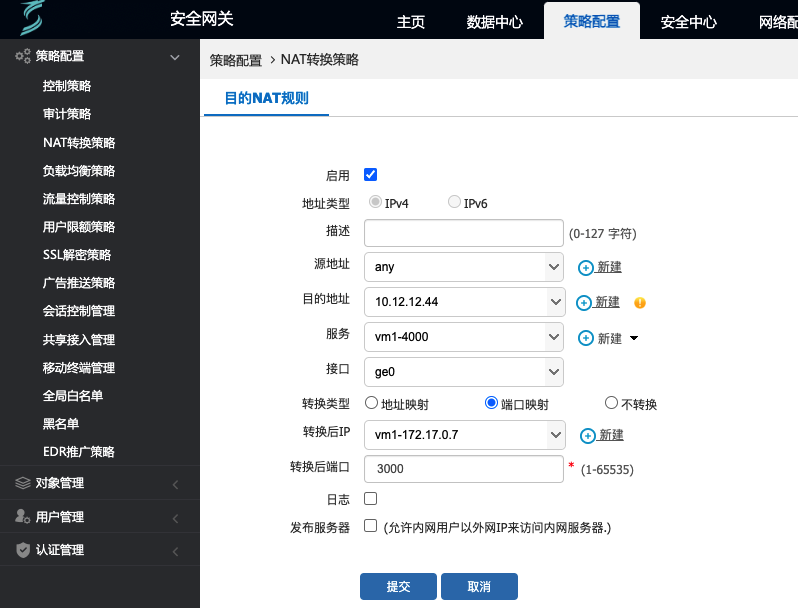 安全网关
主页 数据中心 策略配置 安全中心 网络配
策略配置
控制策略
审计策略
NAT转换策略
负载均衡策略
流量控制策略
用户限额策略
SSL解密策略
广告推送策略
会话控制管理
共享接入管理
移动终端管理
全局白名单
黑名单
EDR推广策略
对象管理
用户管理
认证管理
策略配置 > NAT转换策略
目的NAT规则
启用
地址类型 IPv4 IPv6
描述 (0-127 字符)
源地址 any 新建
目的地址 10.12.12.44 新建
服务 vm1-4000 新建
接口 ge0
转换类型 地址映射 端口映射 不转换
转换后IP vm1-172.17.0.7 新建
转换后端口 3000 * (1-65535)
日志
发布服务器 (允许内网用户以外网IP来访问内网服务器.)
提交 取消